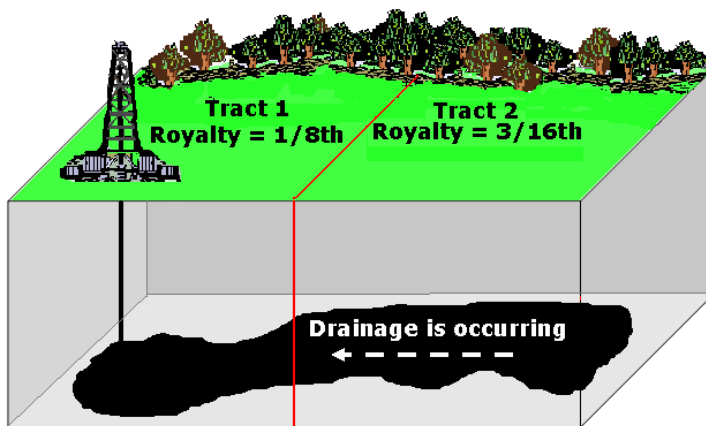 Tract 1
Royalty = 1/8th
Tract 2
Royalty = 3/16th
Drainage is occurring